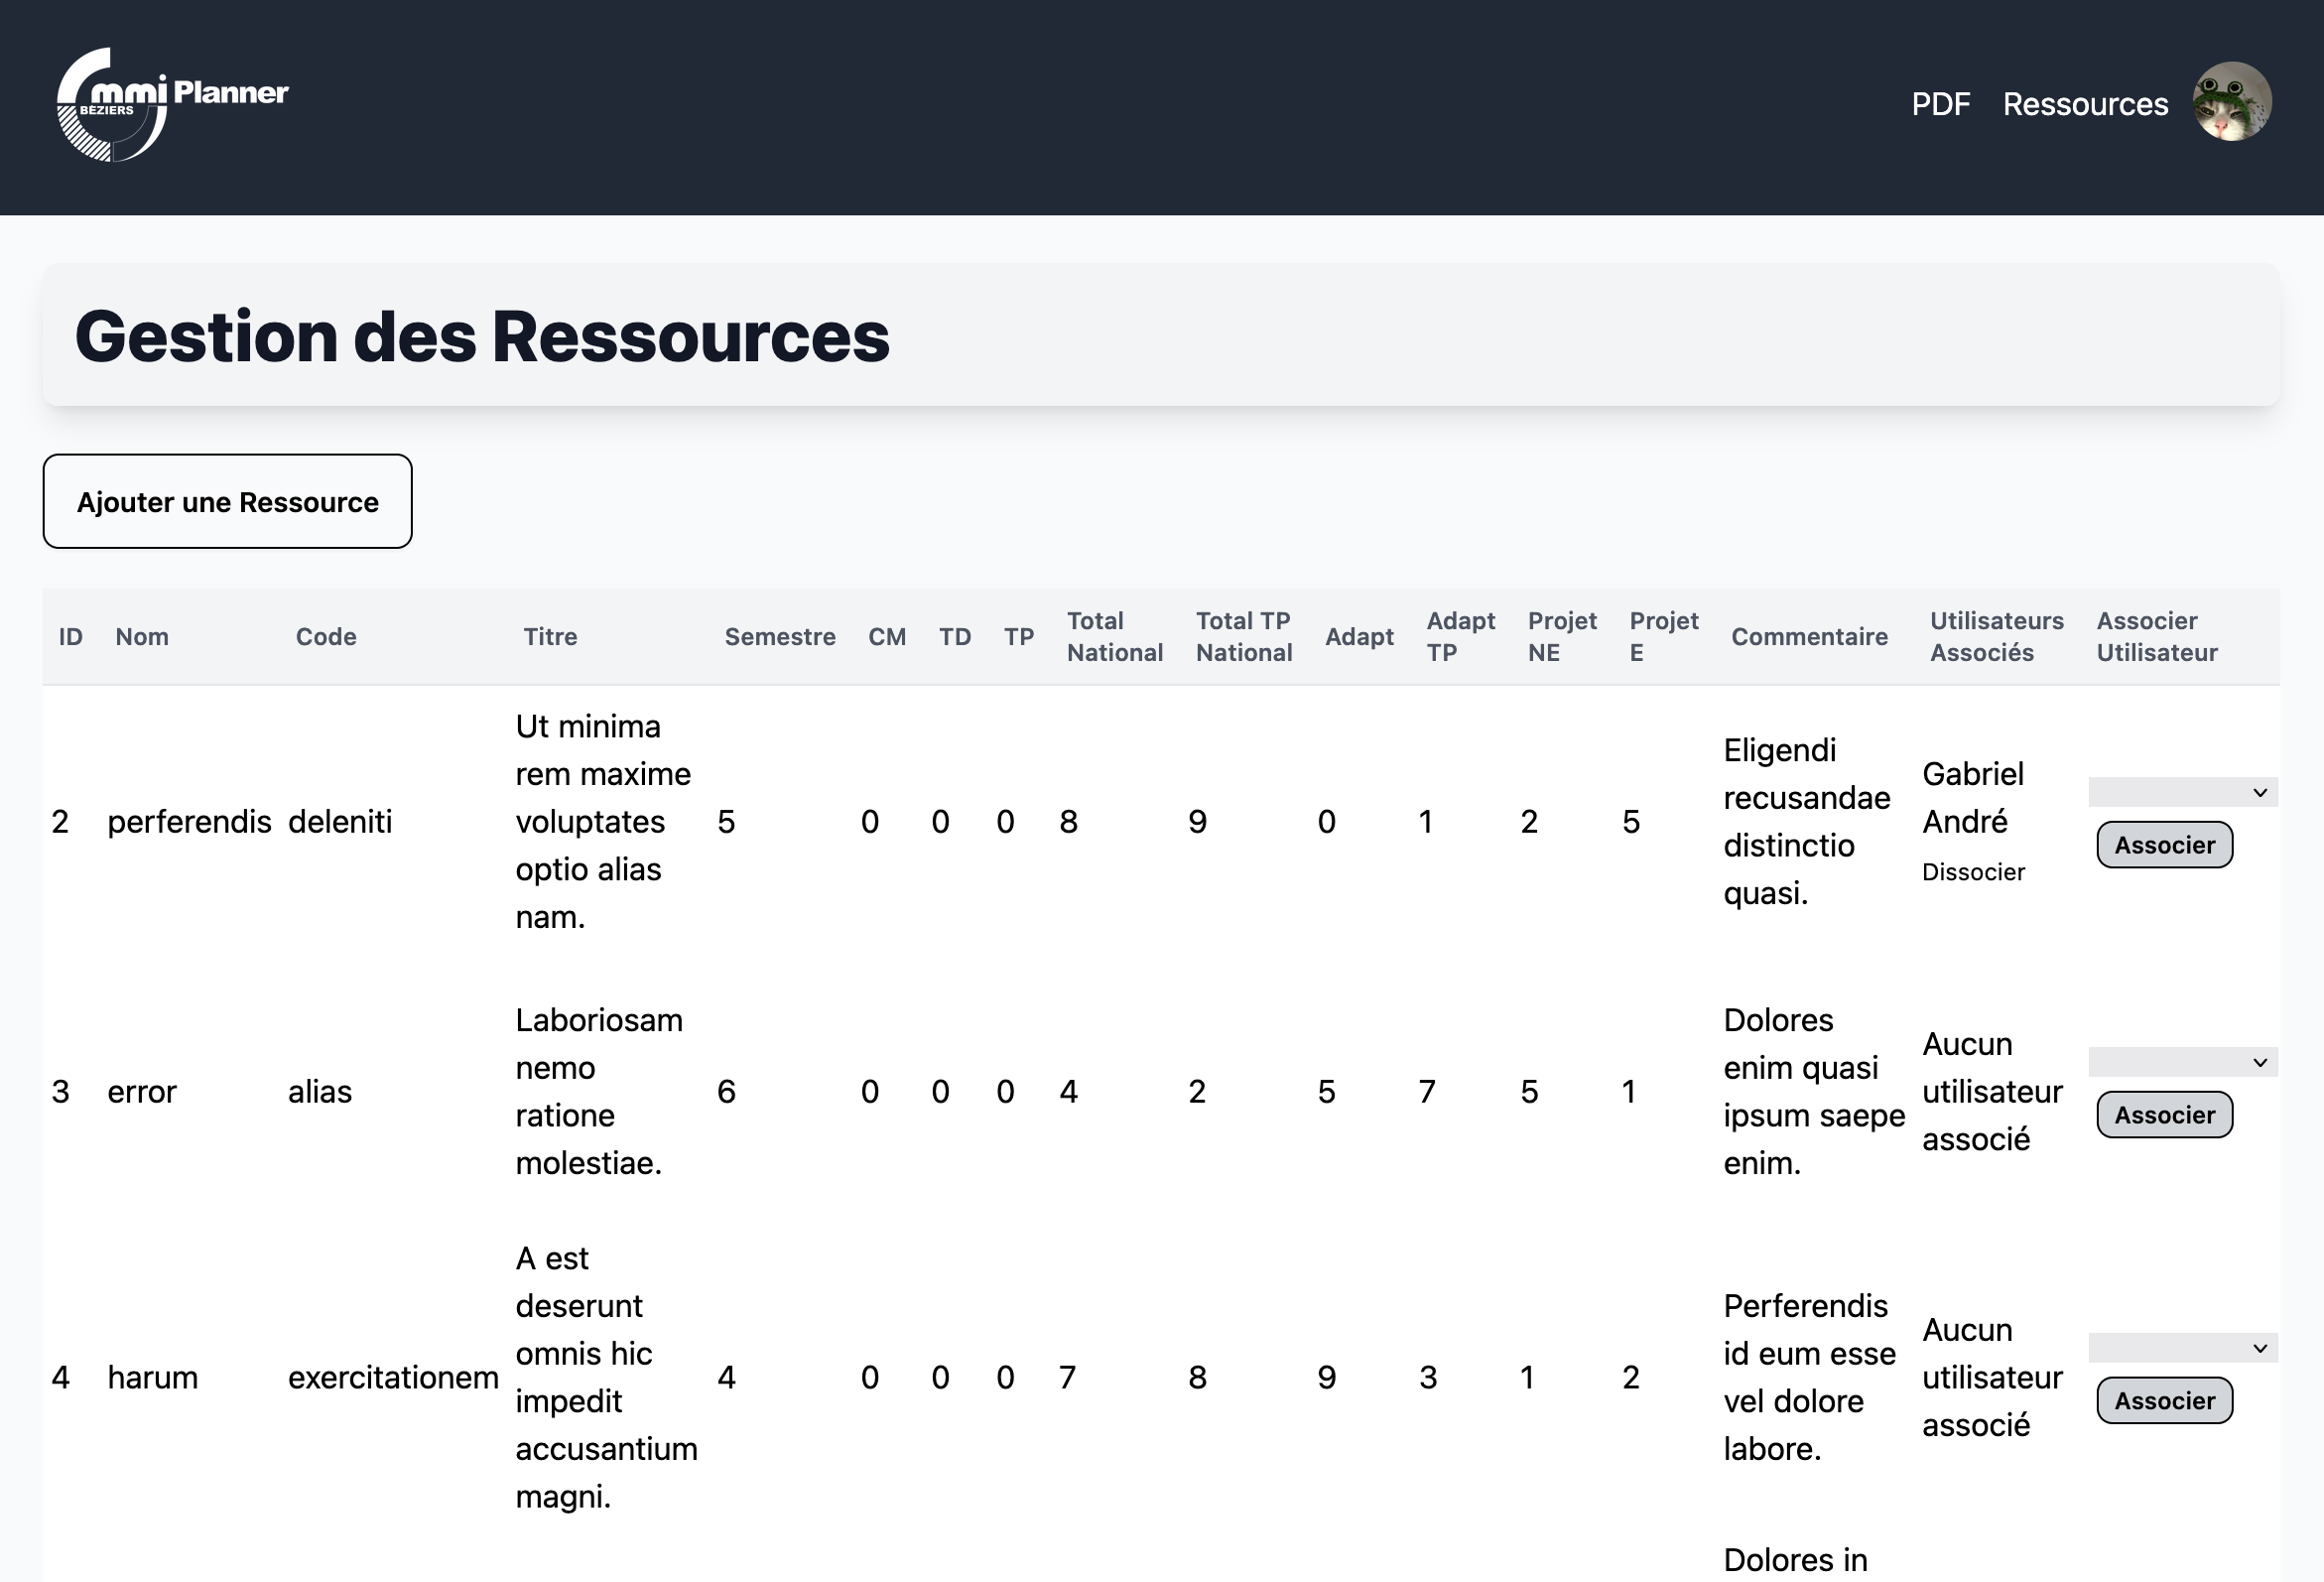 mmi Planner
BÉZIERS
PDF Ressources
Gestion des Ressources
Ajouter une Ressource
ID Nom Code Titre Semestre CM TD TP Total National Total TP National Adapt Adapt TP Projet NE Projet E Commentaire Utilisateurs Associés Associer Utilisateur
2 perferendis deleniti
Ut minima
rem maxime
voluptates
optio alias
nam.
5 0 0 0 8 9 0 1 2 5
Eligendi
recusandae
distinctio
quasi.
Gabriel
André
Dissocier
Associer
3 error alias
Laboriosam
nemo
ratione
molestiae.
6 0 0 0 4 2 5 7 5 1
Dolores
enim quasi
ipsum saepe
enim.
Aucun
utilisateur
associé
Associer
4 harum exercitationem
A est
deserunt
omnis hic
impedit
accusantium
magni.
4 0 0 0 7 8 9 3 1 2
Perferendis
id eum esse
vel dolore
labore.
Aucun
utilisateur
associé
Associer
Dolores in